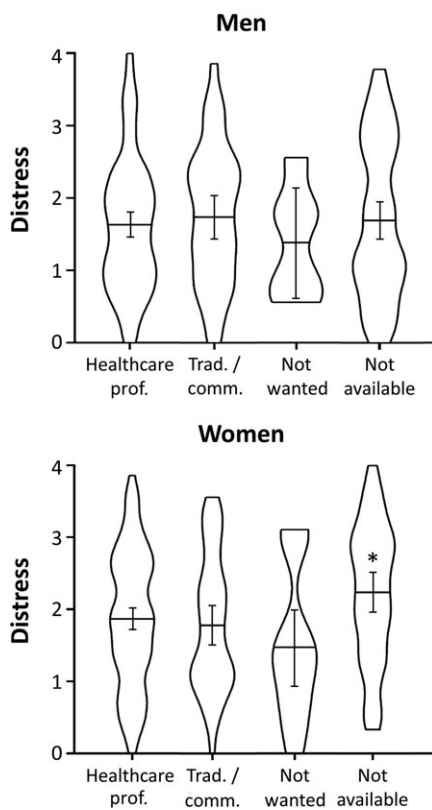 Men
Distress
4
3
2
1
0
Healthcare Trad. / Not Not
prof. comm. wanted available
Women
Distress
4
3
2
*
1
0
Healthcare Trad. / Not Not
prof. comm. wanted available